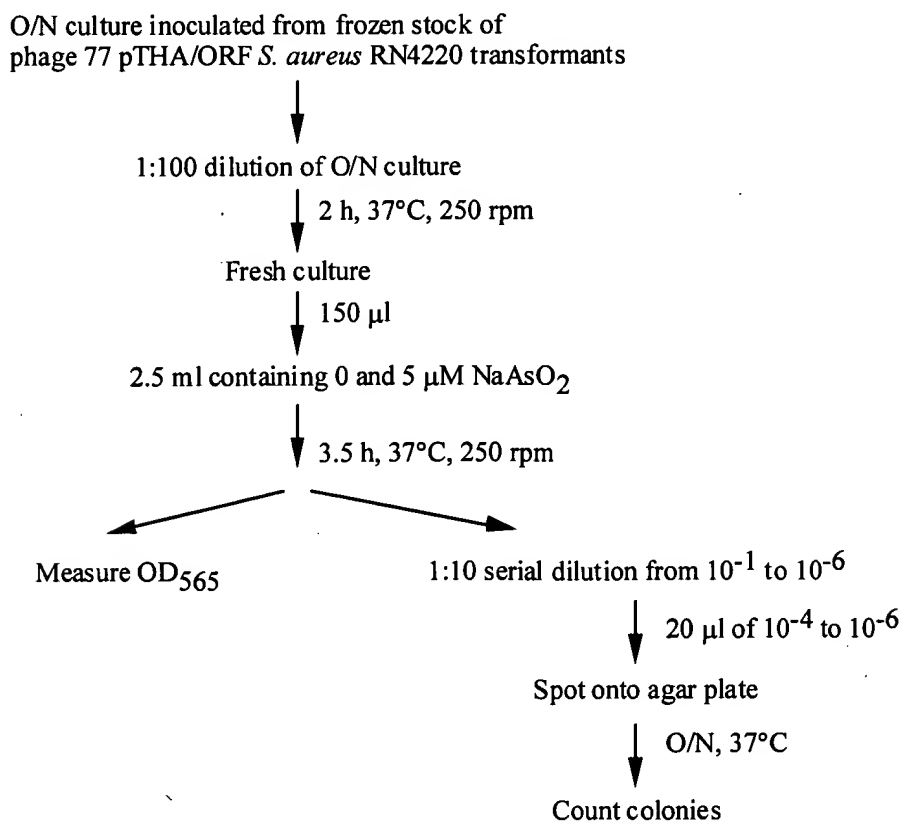 O/N culture inoculated from frozen stock of
phage 77 pTHA/ORF S. aureus RN4220 transformants
1:100 dilution of O/N culture
2 h, 37°C, 250 rpm
Fresh culture
150 µl
2.5 ml containing 0 and 5 µM NaAsO2
3.5 h, 37°C, 250 rpm
Measure OD565
1:10 serial dilution from 10-1 to 10-6
20 µl of 10-4 to 10-6
Spot onto agar plate
O/N, 37°C
Count colonies